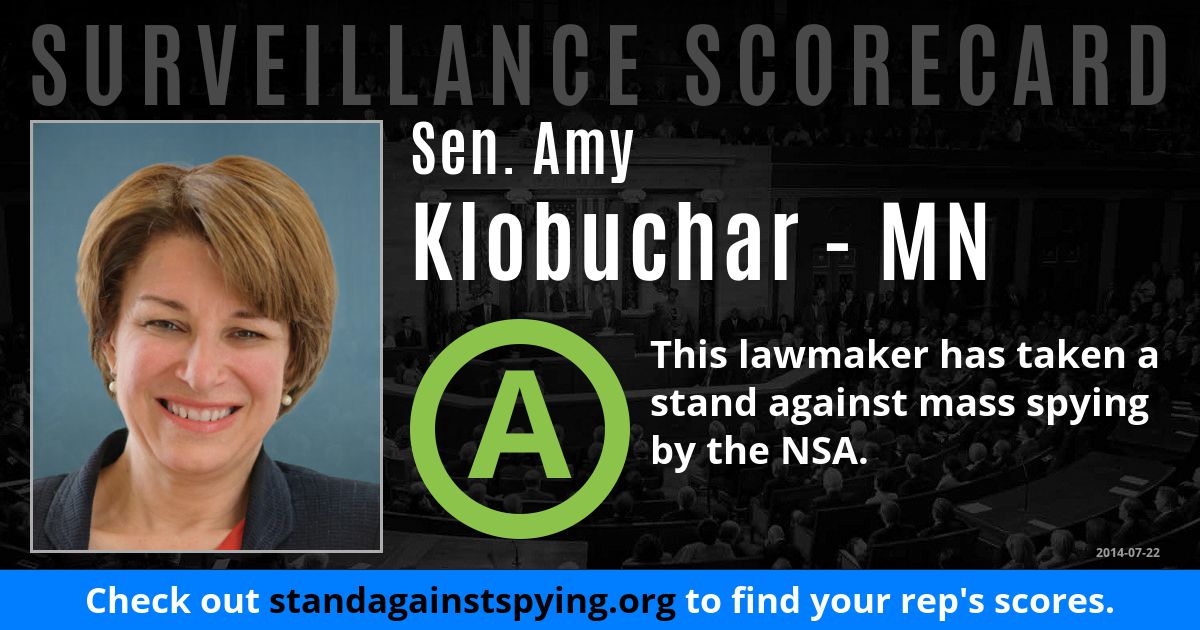 SURVEILLANCE SCORECARD
Sen. Amy
Klobuchar - MN
A
This lawmaker has taken a
stand against mass spying
by the NSA.
2014-07-22
Check out standagainstspying.org to find your rep's scores.